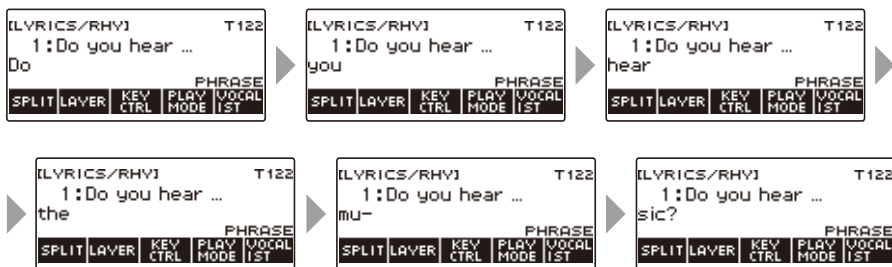 [LYRICS/RHY] T122
1:Do you hear ...
Do
PHRASE
SPLIT LAYER KEY CTRL PLAY MODE VOCAL IST
[LYRICS/RHY] T122
1:Do you hear ...
you
PHRASE
SPLIT LAYER KEY CTRL PLAY MODE VOCAL IST
[LYRICS/RHY] T122
1:Do you hear ...
hear
PHRASE
SPLIT LAYER KEY CTRL PLAY MODE VOCAL IST
[LYRICS/RHY] T122
1:Do you hear ...
the
PHRASE
SPLIT LAYER KEY CTRL PLAY MODE VOCAL IST
[LYRICS/RHY] T122
1:Do you hear ...
mu-
PHRASE
SPLIT LAYER KEY CTRL PLAY MODE VOCAL IST
[LYRICS/RHY] T122
1:Do you hear ...
sic?
PHRASE
SPLIT LAYER KEY CTRL PLAY MODE VOCAL IST